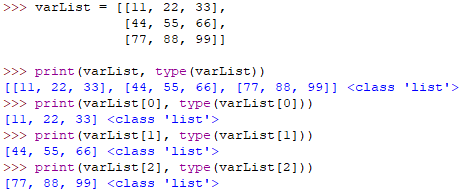 >>> varList = [[11, 22, 33],
               [44, 55, 66],
               [77, 88, 99]]
>>> print(varList, type(varList))
[[11, 22, 33], [44, 55, 66], [77, 88, 99]] <class 'list'>
>>> print(varList[0], type(varList[0]))
[11, 22, 33] <class 'list'>
>>> print(varList[1], type(varList[1]))
[44, 55, 66] <class 'list'>
>>> print(varList[2], type(varList[2]))
[77, 88, 99] <class 'list'>